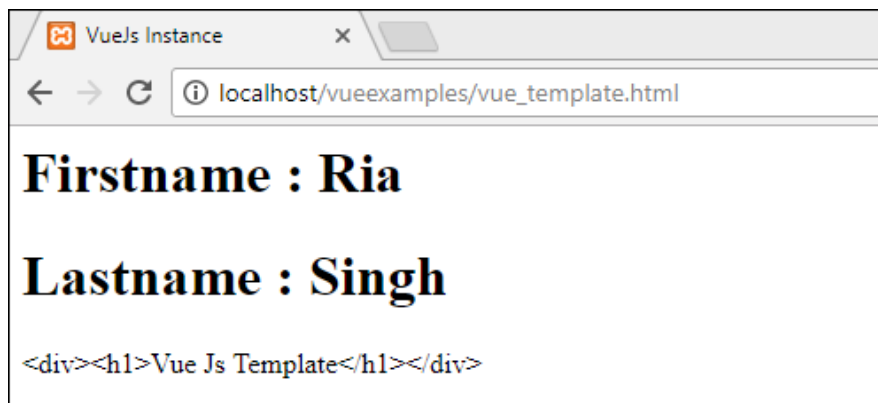 VueJs Instance
localhost/vueexamples/vue_template.html
Firstname : Ria
Lastname : Singh
<div><h1>Vue Js Template</h1></div>